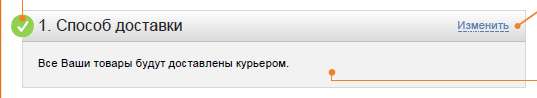 1. Способ доставки
Изменить
Все Ваши товары будут доставлены курьером.